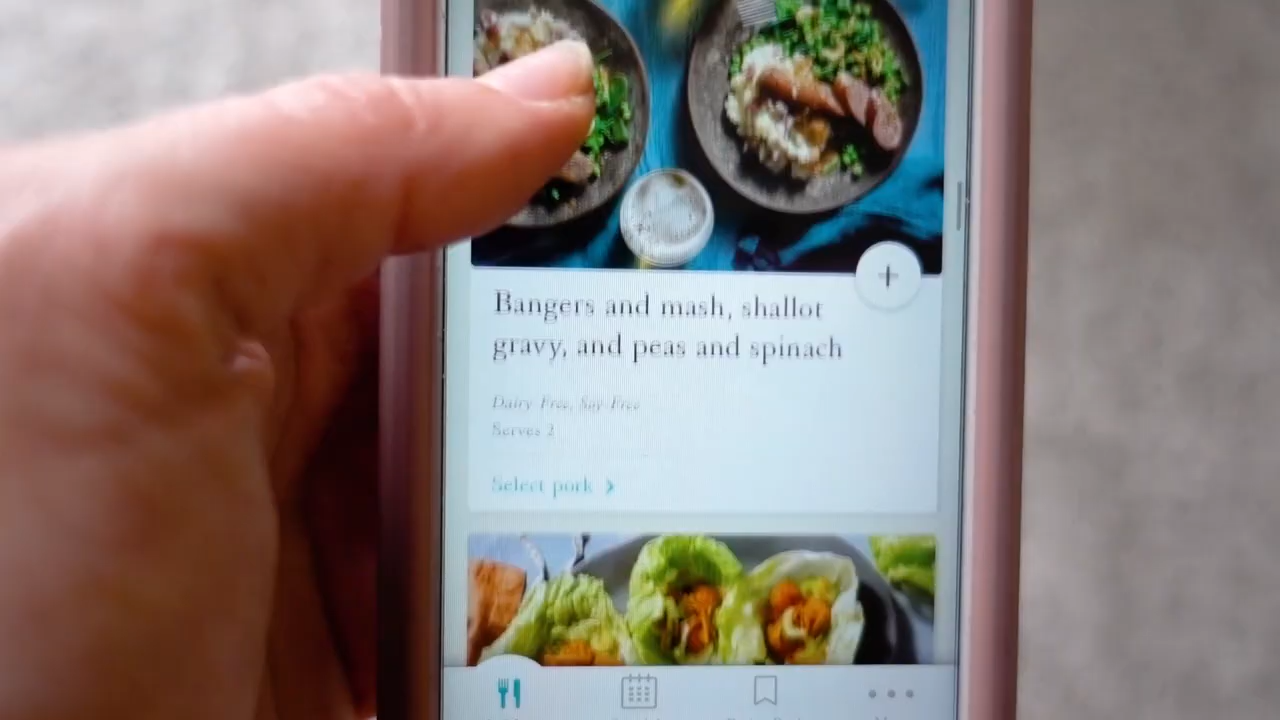 Bangers and mash, shallot
gravy, and peas and spinach
Dairy-Free, Soy-Free
Serves 2
Select pork